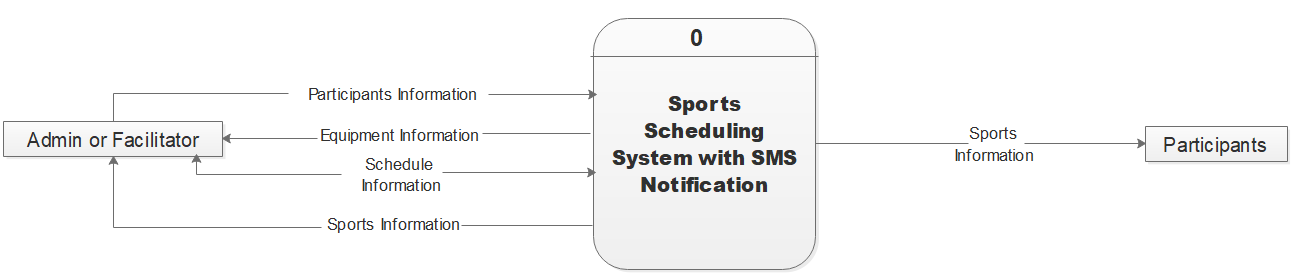 0
Participants Information
Sports
Scheduling
System with SMS
Notification
Admin or Facilitator
Equipment Information
Schedule
Information
Sports Information
Sports
Information
Participants